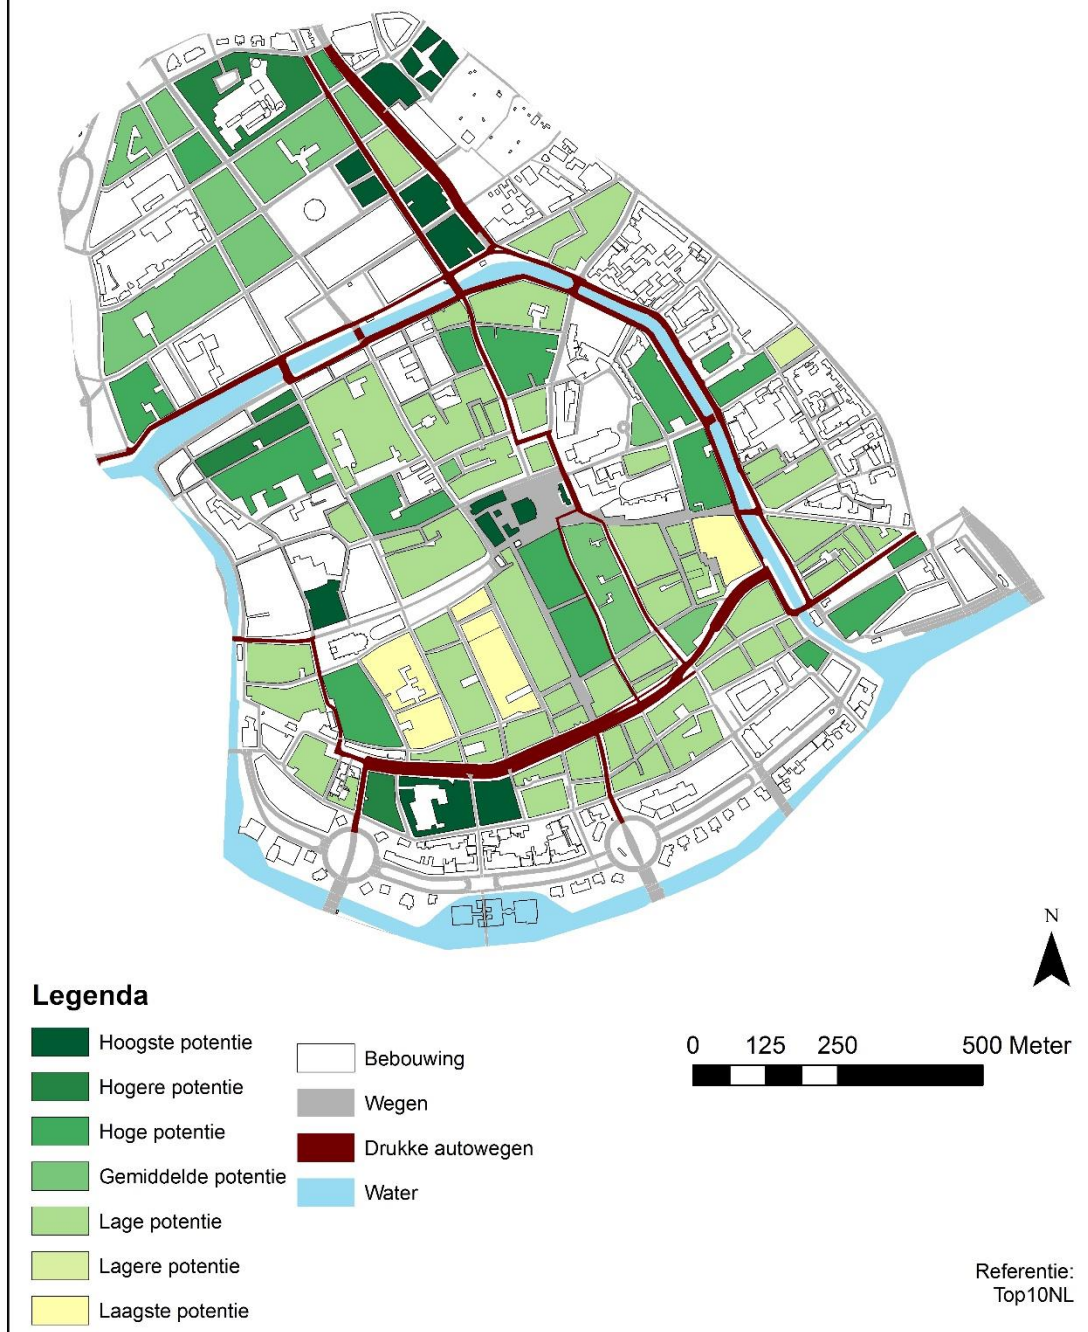 N
Legenda
Hoogste potentie
Hogere potentie
Hoge potentie
Gemiddelde potentie
Lage potentie
Lagere potentie
Laagste potentie
Bebouwing
Wegen
Drukke autowegen
Water
0 125 250 500 Meter
Referentie:
Top10NL